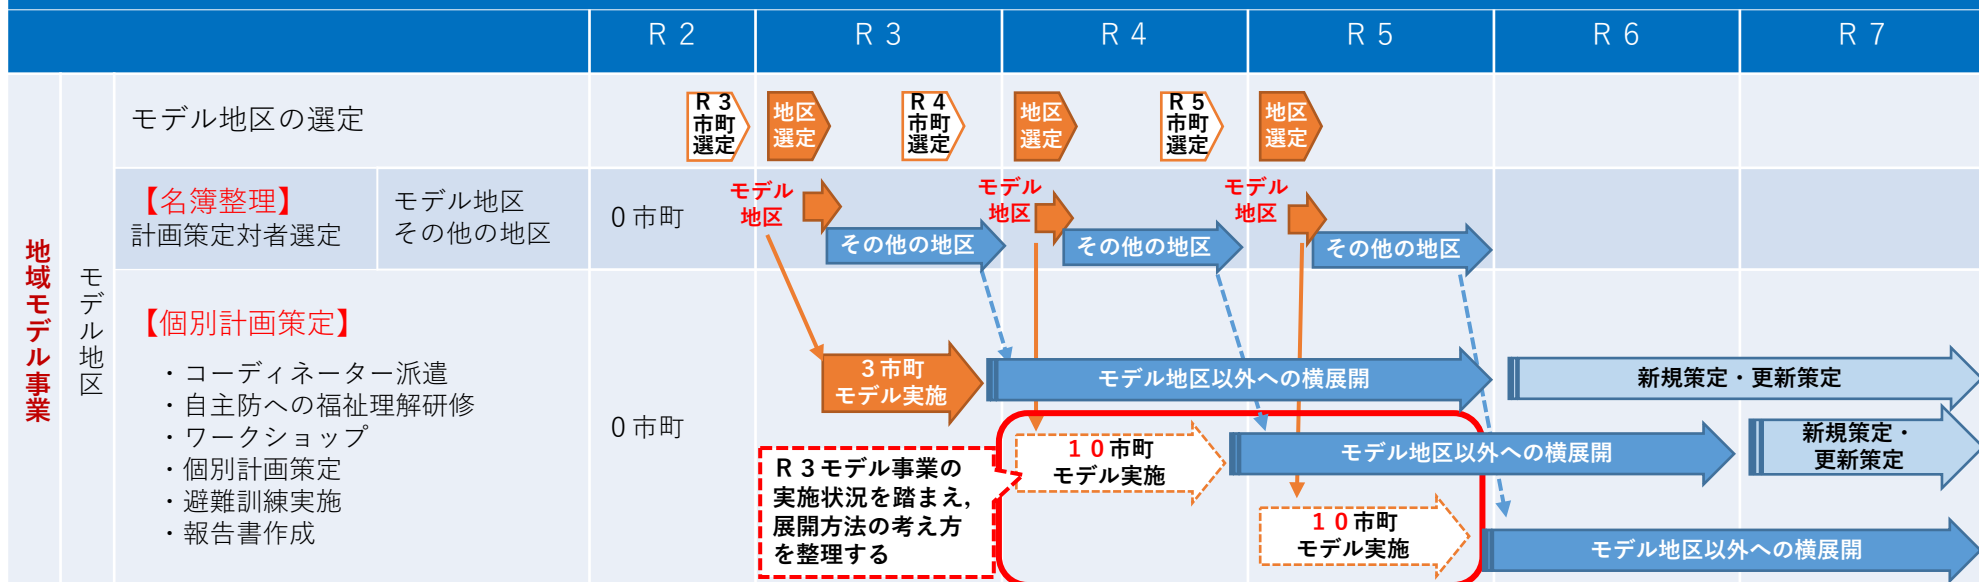 Ｒ２
Ｒ３
Ｒ４
Ｒ５
Ｒ６
Ｒ７
地域モデル事業
モデル地区
モデル地区の選定
Ｒ３
市町
選定
地区
選定
Ｒ４
市町
選定
地区
選定
Ｒ５
市町
選定
地区
選定
【名簿整理】
計画策定対象者選定
モデル地区
その他の地区
０市町
モデル
地区
その他の地区
モデル
地区
その他の地区
モデル
地区
その他の地区
【個別計画策定】
・コーディネーター派遣
・自主防への福祉理解研修
・ワークショップ
・個別計画策定
・避難訓練実施
・報告書作成
０市町
３市町
モデル実施
モデル地区以外への横展開
新規策定・更新策定
Ｒ３モデル事業の
実施状況を踏まえ，
展開方法の考え方
を整理する
１０市町
モデル実施
モデル地区以外への横展開
新規策定・
更新策定
１０市町
モデル実施
モデル地区以外への横展開